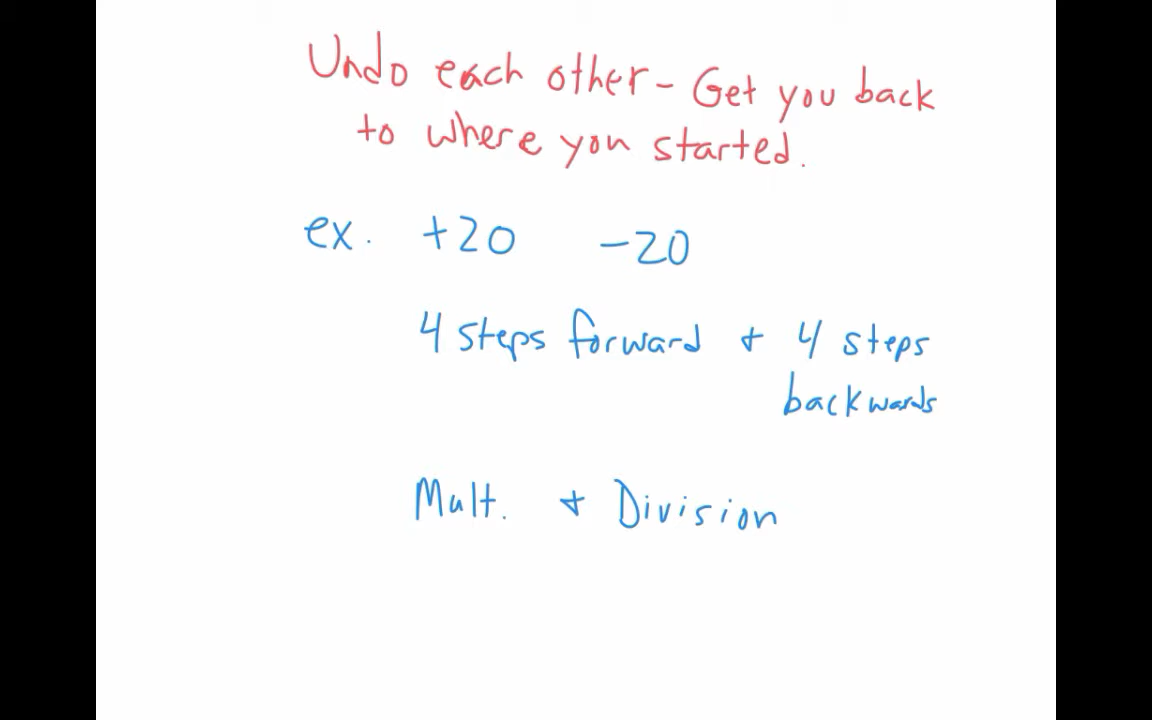 Undo each other - Get you back
to where you started.
ex. +20 -20
4 steps forward + 4 steps
backwards
Mult. + Division